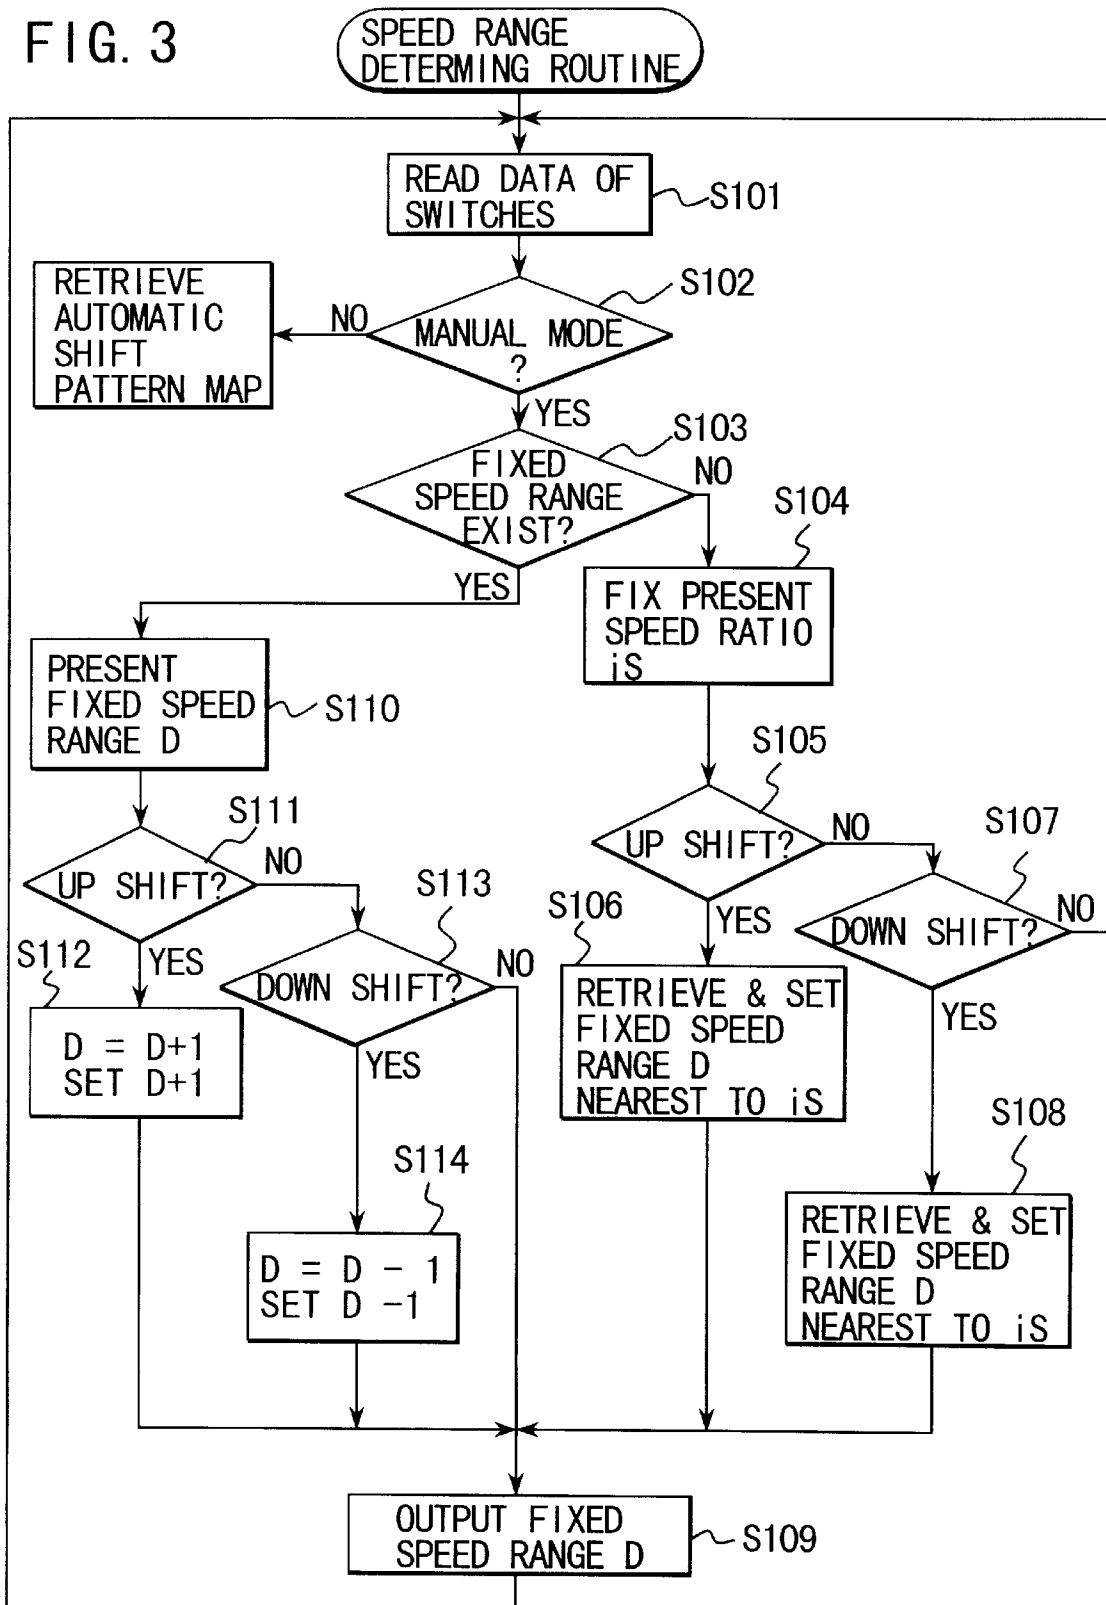 FIG. 3
SPEED RANGE
DETERMING ROUTINE
READ DATA OF
SWITCHES
S101
RETRIEVE
AUTOMATIC
SHIFT
PATTERN MAP
NO
MANUAL MODE
?
S102
YES
FIXED
SPEED RANGE
EXIST?
S103
NO
YES
S104
FIX PRESENT
SPEED RATIO
iS
PRESENT
FIXED SPEED
RANGE D
S110
S105
UP SHIFT?
NO
YES
S107
DOWN SHIFT?
NO
YES
S111
UP SHIFT?
NO
YES
S113
DOWN SHIFT?
NO
YES
S112
D = D+1
SET D+1
S106
RETRIEVE & SET
FIXED SPEED
RANGE D
NEAREST TO iS
S114
D = D - 1
SET D -1
S108
RETRIEVE & SET
FIXED SPEED
RANGE D
NEAREST TO iS
OUTPUT FIXED
SPEED RANGE D
S109